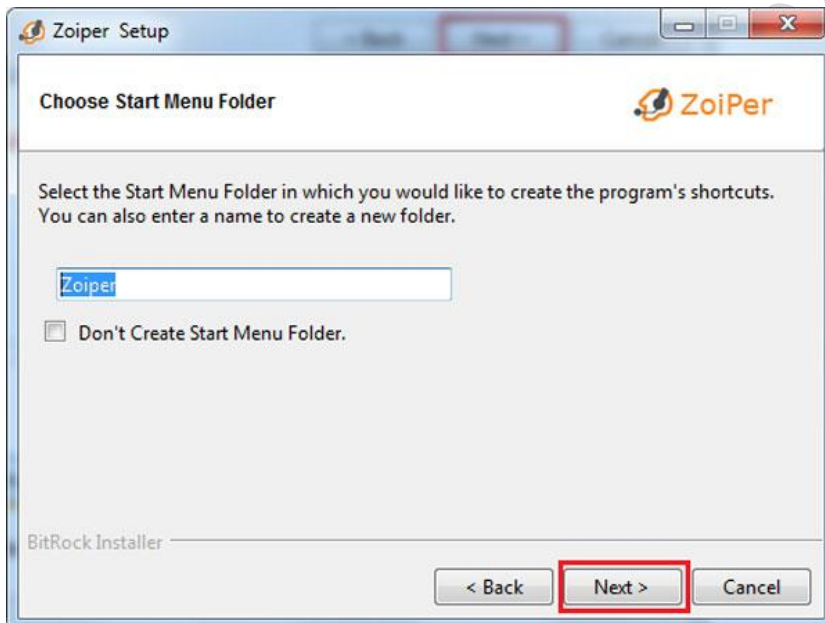 Zoiper Setup
Choose Start Menu Folder
ZoiPer
Select the Start Menu Folder in which you would like to create the program's shortcuts.
You can also enter a name to create a new folder.
Zoiper
Don't Create Start Menu Folder.
BitRock Installer
< Back
Next >
Cancel